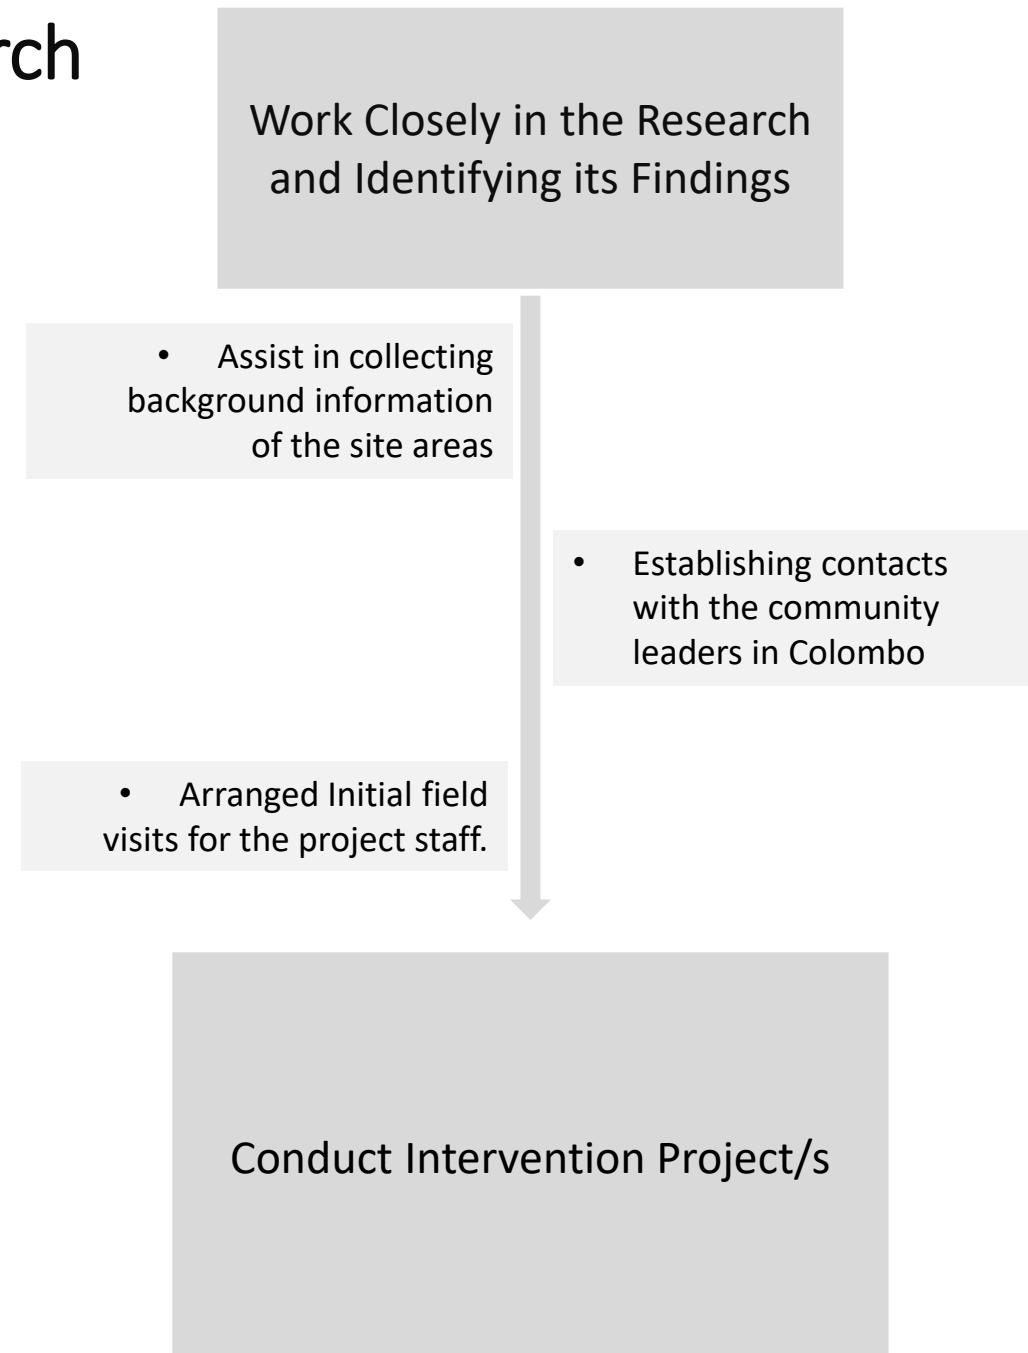 Work Closely in the Research
and Identifying its Findings
• Assist in collecting
background information
of the site areas
• Establishing contacts
with the community
leaders in Colombo
• Arranged Initial field
visits for the project staff.
Conduct Intervention Project/s